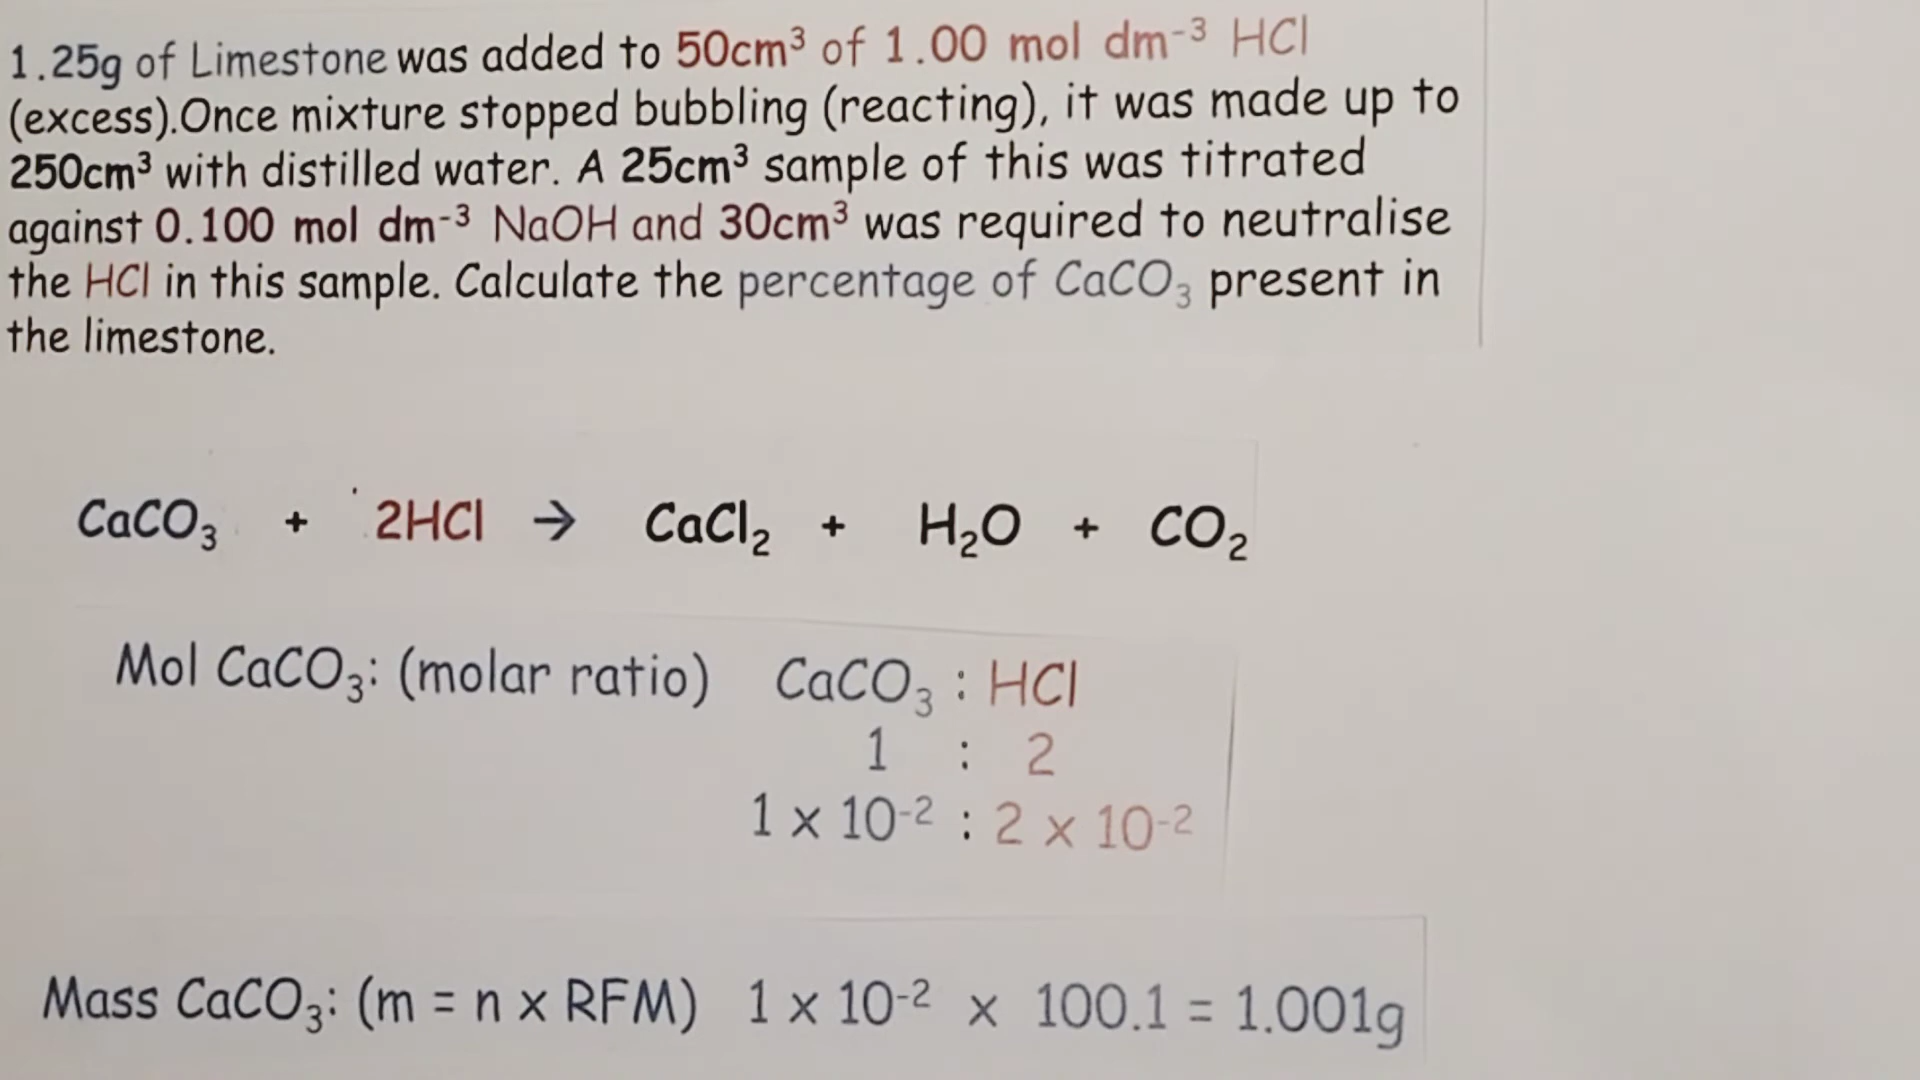 1.25g of Limestone was added to 50cm³ of 1.00 mol dm⁻³ HCl
(excess).Once mixture stopped bubbling (reacting), it was made up to
250cm³ with distilled water. A 25cm³ sample of this was titrated
against 0.100 mol dm⁻³ NaOH and 30cm³ was required to neutralise
the HCl in this sample. Calculate the percentage of CaCO₃ present in
the limestone.
CaCO₃ + 2HCl → CaCl₂ + H₂O + CO₂
Mol CaCO₃: (molar ratio) CaCO₃ : HCl
1 : 2
1 x 10⁻² : 2 x 10⁻²
Mass CaCO₃: (m = n x RFM) 1 x 10⁻² x 100.1 = 1.001g